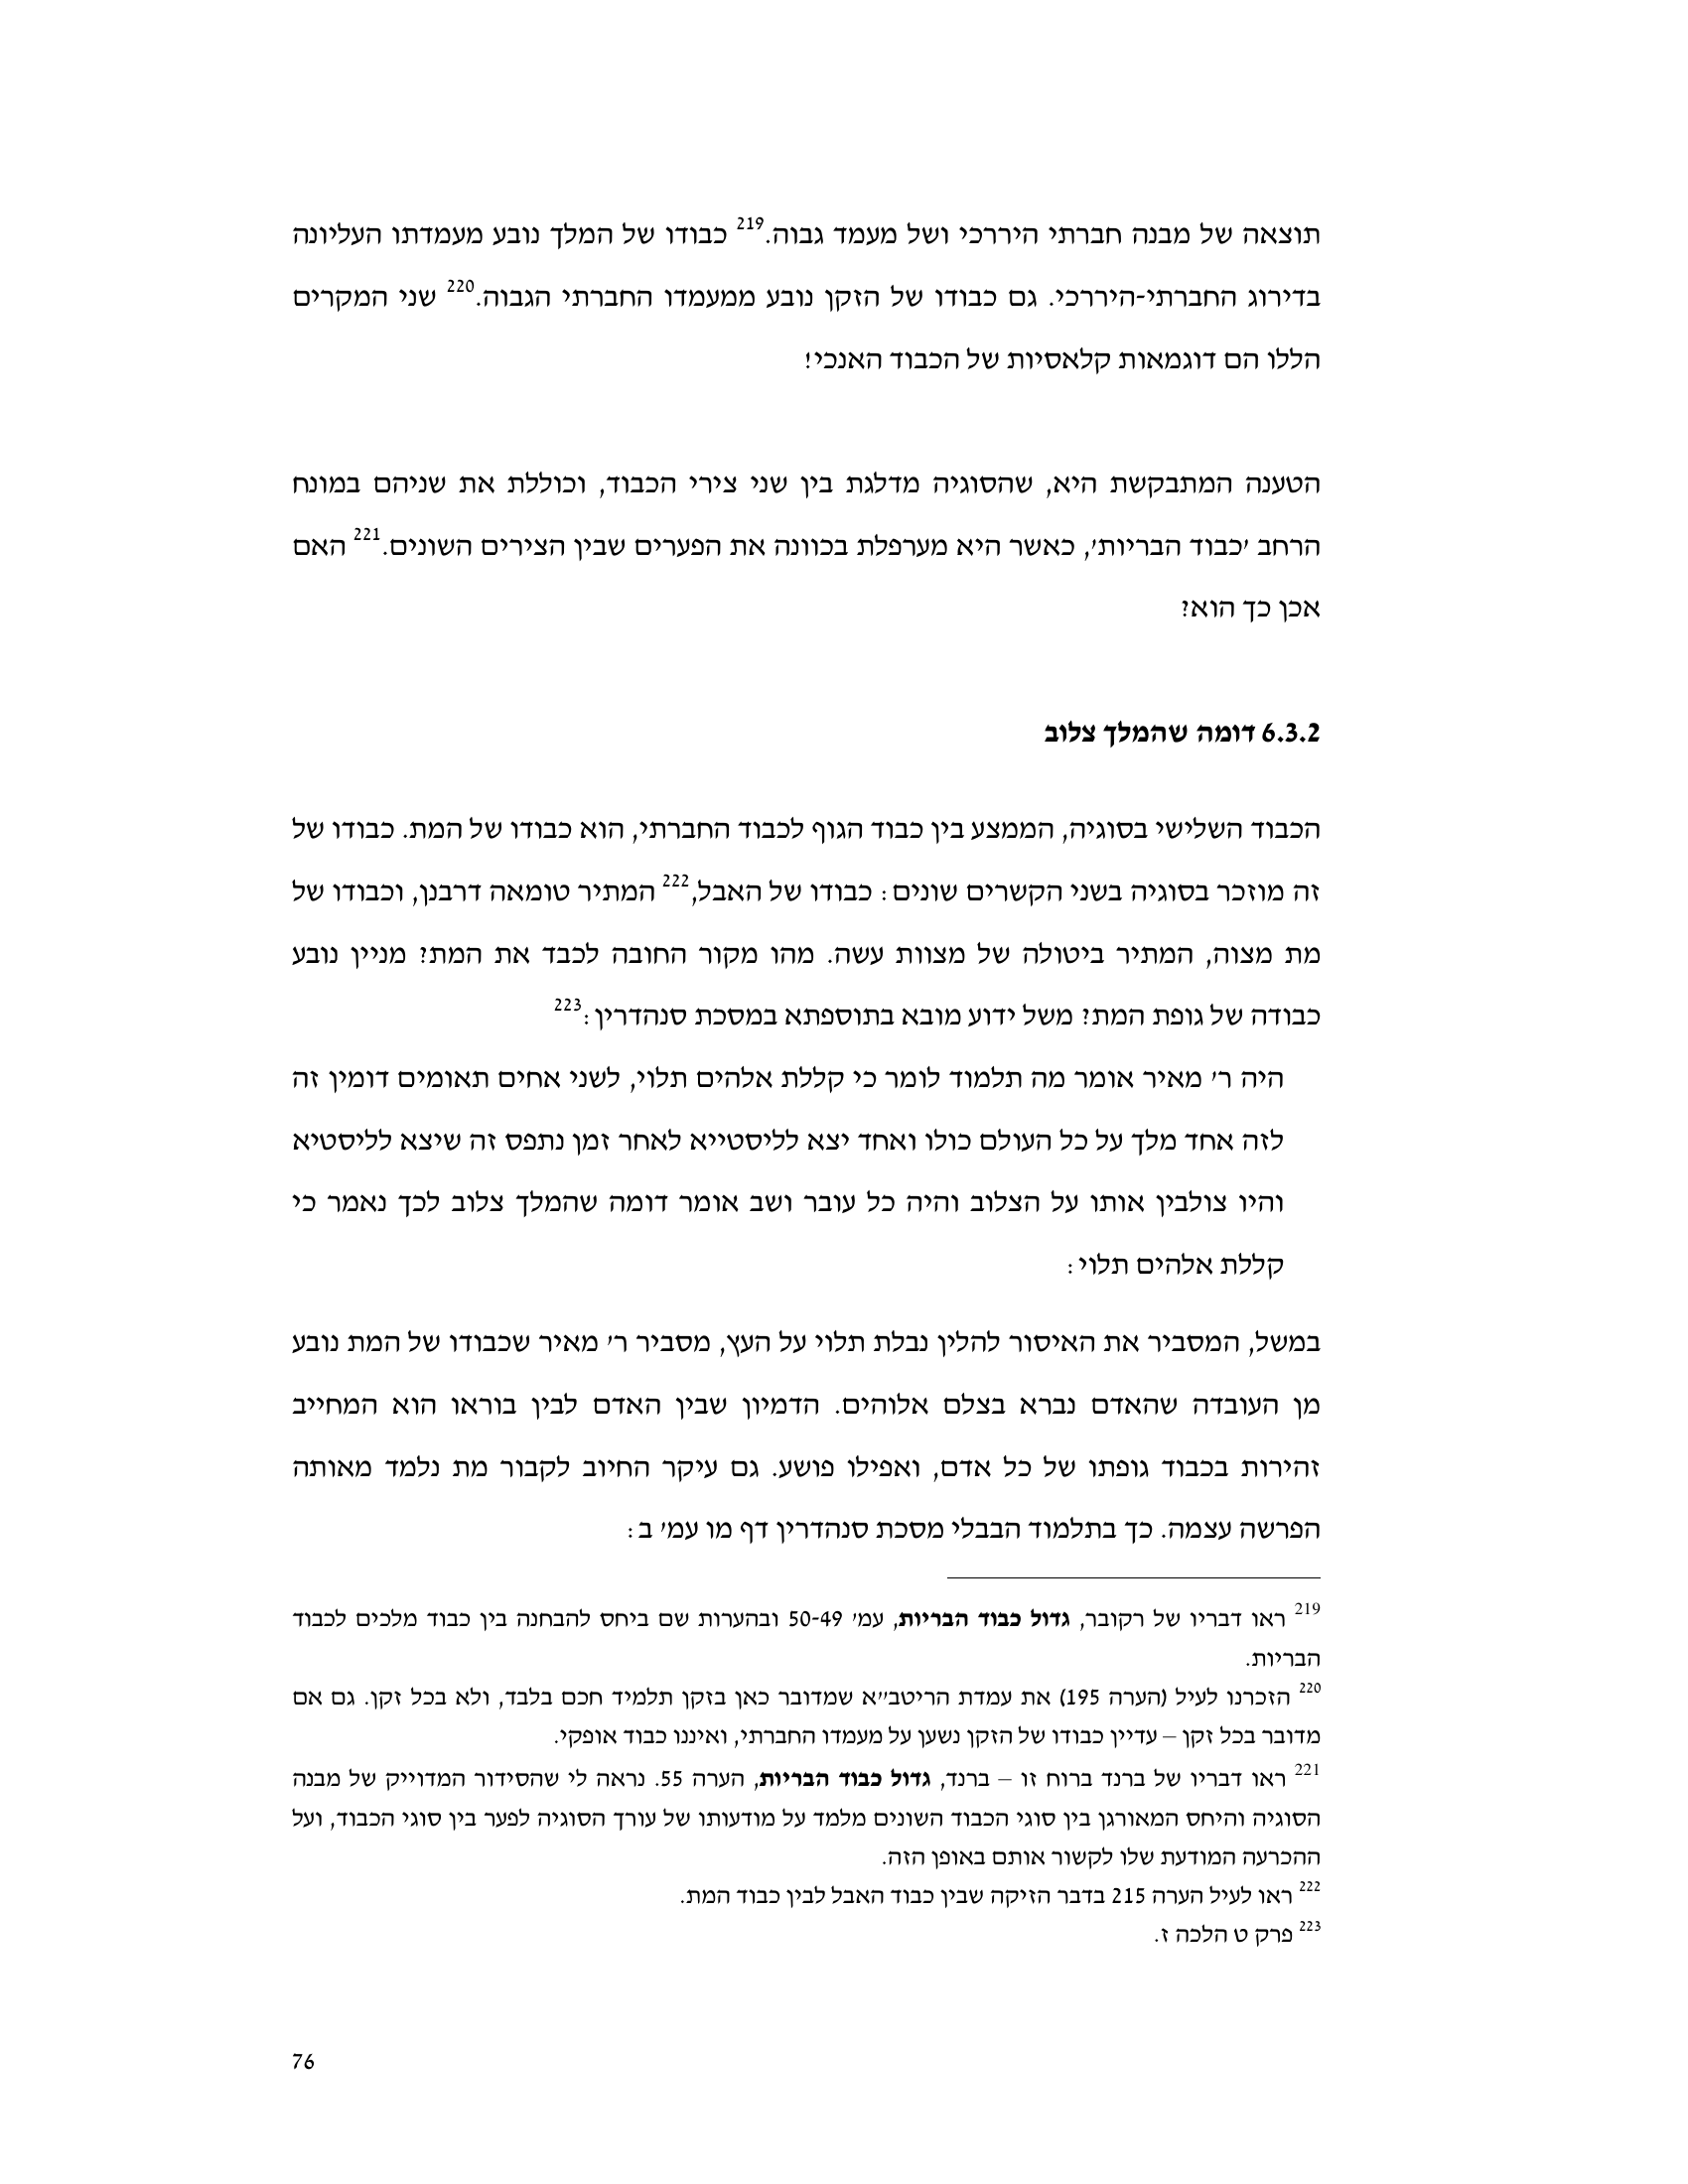 תוצאה של מבנה חברתי היררכי ושל מעמד גבוה.219 כבודו של המלך נובע מעמדתו העליונה
בדירוג החברתי-היררכי. גם כבודו של הזקן נובע ממעמדו החברתי הגבוה.220 שני המקרים
הללו הם דוגמאות קלאסיות של הכבוד האנכי!
הטענה המתבקשת היא, שהסוגיה מדלגת בין שני צירי הכבוד, וכוללת את שניהם במונח
הרחב 'כבוד הבריות', כאשר היא מערפלת בכוונה את הפערים שבין הצירים השונים.221 האם
אכן כך הוא?
6.3.2 דומה שהמלך צלוב
הכבוד השלישי בסוגיה, הממצע בין כבוד הגוף לכבוד החברתי, הוא כבודו של המת. כבודו של
זה מוזכר בסוגיה בשני הקשרים שונים: כבודו של האבל,222 המתיר טומאה דרבנן, וכבודו של
מת מצוה, המתיר ביטולה של מצוות עשה. מהו מקור החובה לכבד את המת? מניין נובע
כבודה של גופת המת? משל ידוע מובא בתוספתא במסכת סנהדרין:223
היה ר' מאיר אומר מה תלמוד לומר כי קללת אלהים תלוי, לשני אחים תאומים דומין זה
לזה אחד מלך על כל העולם כולו ואחד יצא לליסטייא לאחר זמן נתפס זה שיצא לליסטיא
והיו צולבין אותו על הצלוב והיה כל עובר ושב אומר דומה שהמלך צלוב לכך נאמר כי
קללת אלהים תלוי:
במשל, המסביר את האיסור להלין נבלת תלוי על העץ, מסביר ר' מאיר שכבודו של המת נובע
מן העובדה שהאדם נברא בצלם אלוהים. הדמיון שבין האדם לבין בוראו הוא המחייב
זהירות בכבוד גופתו של כל אדם, ואפילו פושע. גם עיקר החיוב לקבור מת נלמד מאותה
הפרשה עצמה. כך בתלמוד הבבלי מסכת סנהדרין דף מו עמ' ב:
219 ראו דבריו של רקובר, גדול כבוד הבריות, עמ' 50-49 ובהערות שם ביחס להבחנה בין כבוד מלכים לכבוד
הבריות.
220 הזכרנו לעיל (הערה 195) את עמדת הריטב"א שמדובר כאן בזקן תלמיד חכם בלבד, ולא בכל זקן. גם אם
מדובר בכל זקן – עדיין כבודו של הזקן נשען על מעמדו החברתי, ואיננו כבוד אופקי.
221 ראו דבריו של ברנד ברוח זו – ברנד, גדול כבוד הבריות, הערה 55. נראה לי שהסידור המדוייק של מבנה
הסוגיה והיחס המאורגן בין סוגי הכבוד השונים מלמד על מודעותו של עורך הסוגיה לפער בין סוגי הכבוד, ועל
ההכרעה המודעת שלו לקשור אותם באופן הזה.
222 ראו לעיל הערה 215 בדבר הזיקה שבין כבוד האבל לבין כבוד המת.
223 פרק ט הלכה ז.
76